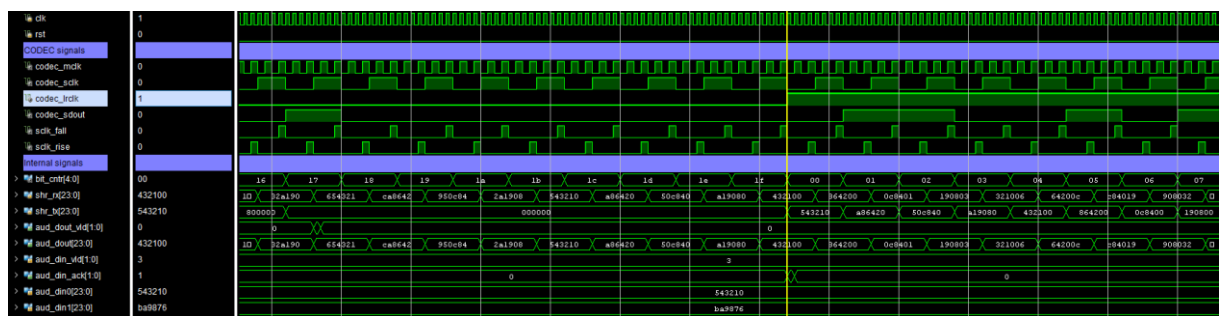 clk 1
rst 0
CODEC signals
codec_mclk 0
codec_sclk 0
codec_lrclk 1
codec_sdout 0
sclk_fall 0
sclk_rise 0
Internal signals
bit_cntr[4:0] 00 16 17 18 19 1a 1b 1c 1d 1e 1f 00 01 02 03 04 05 06 07
shr_rx[23:0] 432100 32a190 654321 ca8642 950c84 2a1908 543210 a86420 50c840 a19080 432100 864200 0c8401 190803 321006 64200c c84019 908032
shr_tx[23:0] 543210 800000 000000 543210 a86420 50c840 a19080 432100 864200 0c8400 190800
aud_dout_vld[1:0] 0 0 0
aud_dout[23:0] 432100 32a190 654321 ca8642 950c84 2a1908 543210 a86420 50c840 a19080 432100 864200 0c8401 190803 321006 64200c c84019 908032
aud_din_vld[1:0] 3 3
aud_din_ack[1:0] 1 0 0
aud_din0[23:0] 543210 543210
aud_din1[23:0] ba9876 ba9876